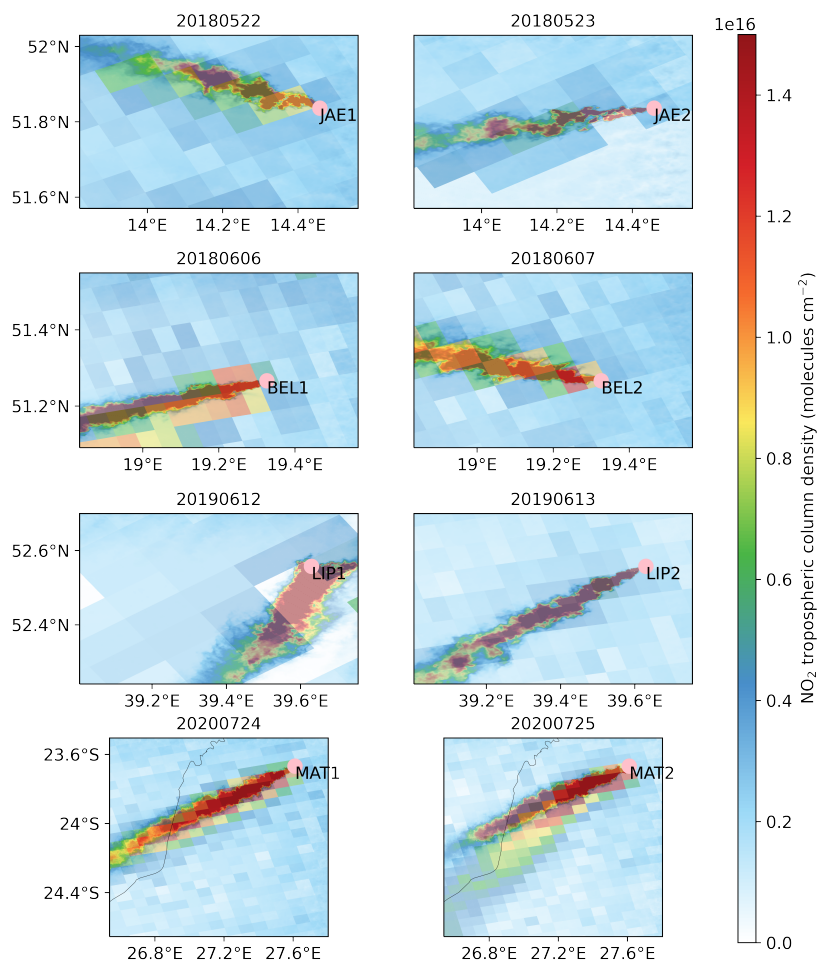 20180522
20180523
1e16
52°N
51.8°N
51.6°N
JAE1
JAE2
14°E
14.2°E
14.4°E
14°E
14.2°E
14.4°E
20180606
20180607
51.4°N
51.2°N
BEL1
BEL2
19°E
19.2°E
19.4°E
19°E
19.2°E
19.4°E
20190612
20190613
52.6°N
52.4°N
LIP1
LIP2
39.2°E
39.4°E
39.6°E
39.2°E
39.4°E
39.6°E
20200724
20200725
23.6°S
24°S
24.4°S
MAT1
MAT2
26.8°E
27.2°E
27.6°E
26.8°E
27.2°E
27.6°E
1.4
1.2
1.0
0.8
0.6
0.4
0.2
0.0
NO₂ tropospheric column density (molecules cm⁻²)